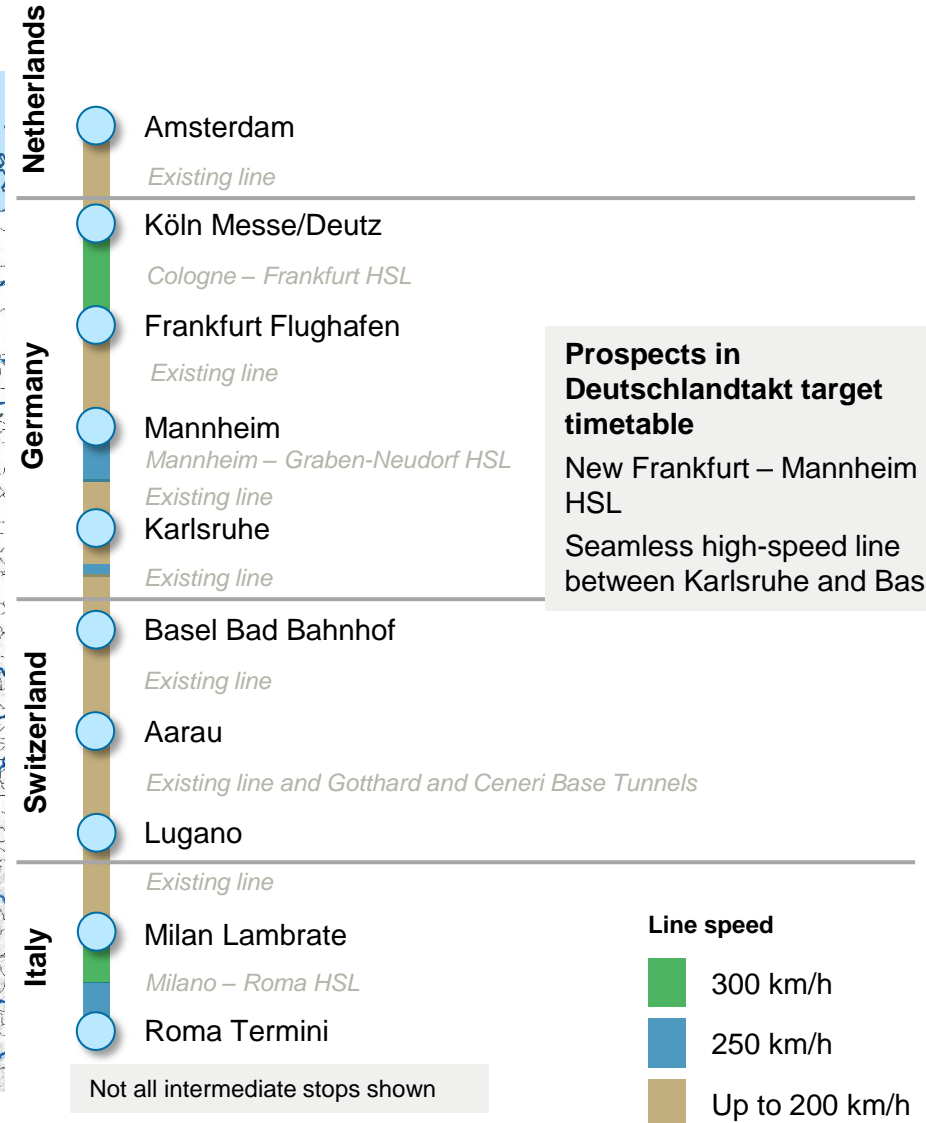 Netherlands
Amsterdam
Existing line
Germany
Köln Messe/Deutz
Cologne – Frankfurt HSL
Frankfurt Flughafen
Existing line
Mannheim
Mannheim – Graben-Neudorf HSL
Existing line
Karlsruhe
Existing line
Prospects in
Deutschlandtakt target
timetable
New Frankfurt – Mannheim
HSL
Seamless high-speed line
between Karlsruhe and Bas
Switzerland
Basel Bad Bahnhof
Existing line
Aarau
Existing line and Gotthard and Ceneri Base Tunnels
Lugano
Italy
Existing line
Milan Lambrate
Milano – Roma HSL
Roma Termini
Not all intermediate stops shown
Line speed
300 km/h
250 km/h
Up to 200 km/h